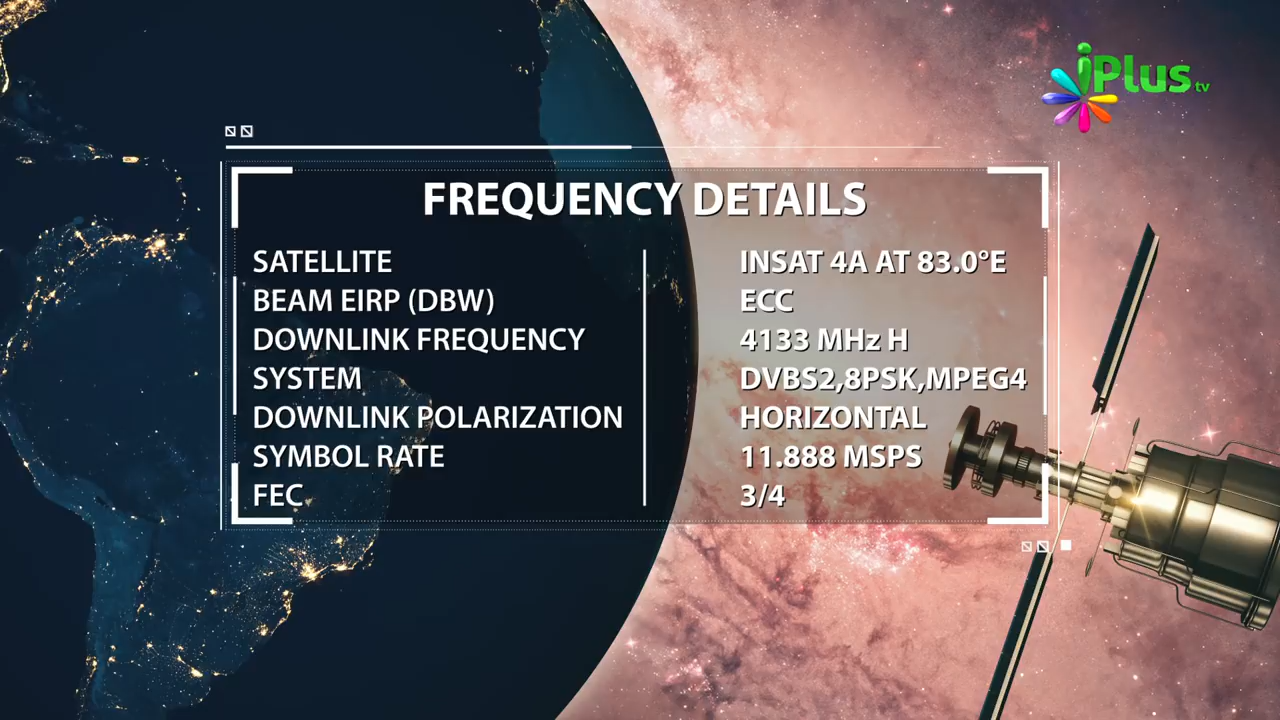 iPlus tv
FREQUENCY DETAILS
SATELLITE INSAT 4A AT 83.0°E
BEAM EIRP (DBW) ECC
DOWNLINK FREQUENCY 4133 MHz H
SYSTEM DVBS2,8PSK,MPEG4
DOWNLINK POLARIZATION HORIZONTAL
SYMBOL RATE 11.888 MSPS
FEC 3/4